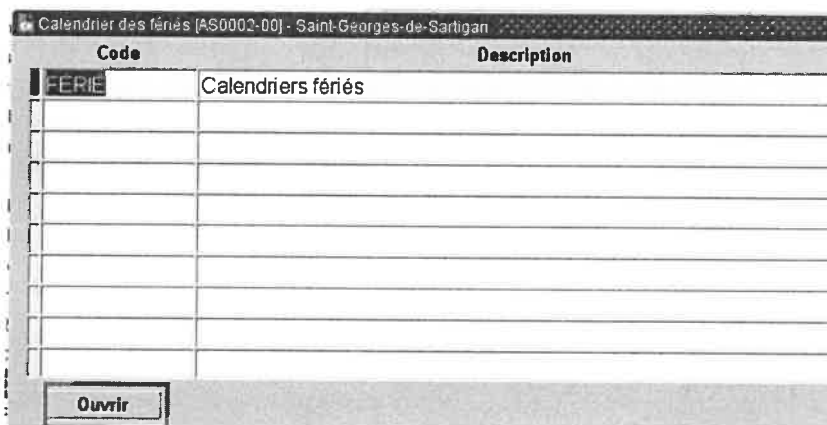 Calendrier des fériés [AS0002-00] - Saint-Georges-de-Sartigan
Code Description
FERIE Calendriers fériés
Ouvrir